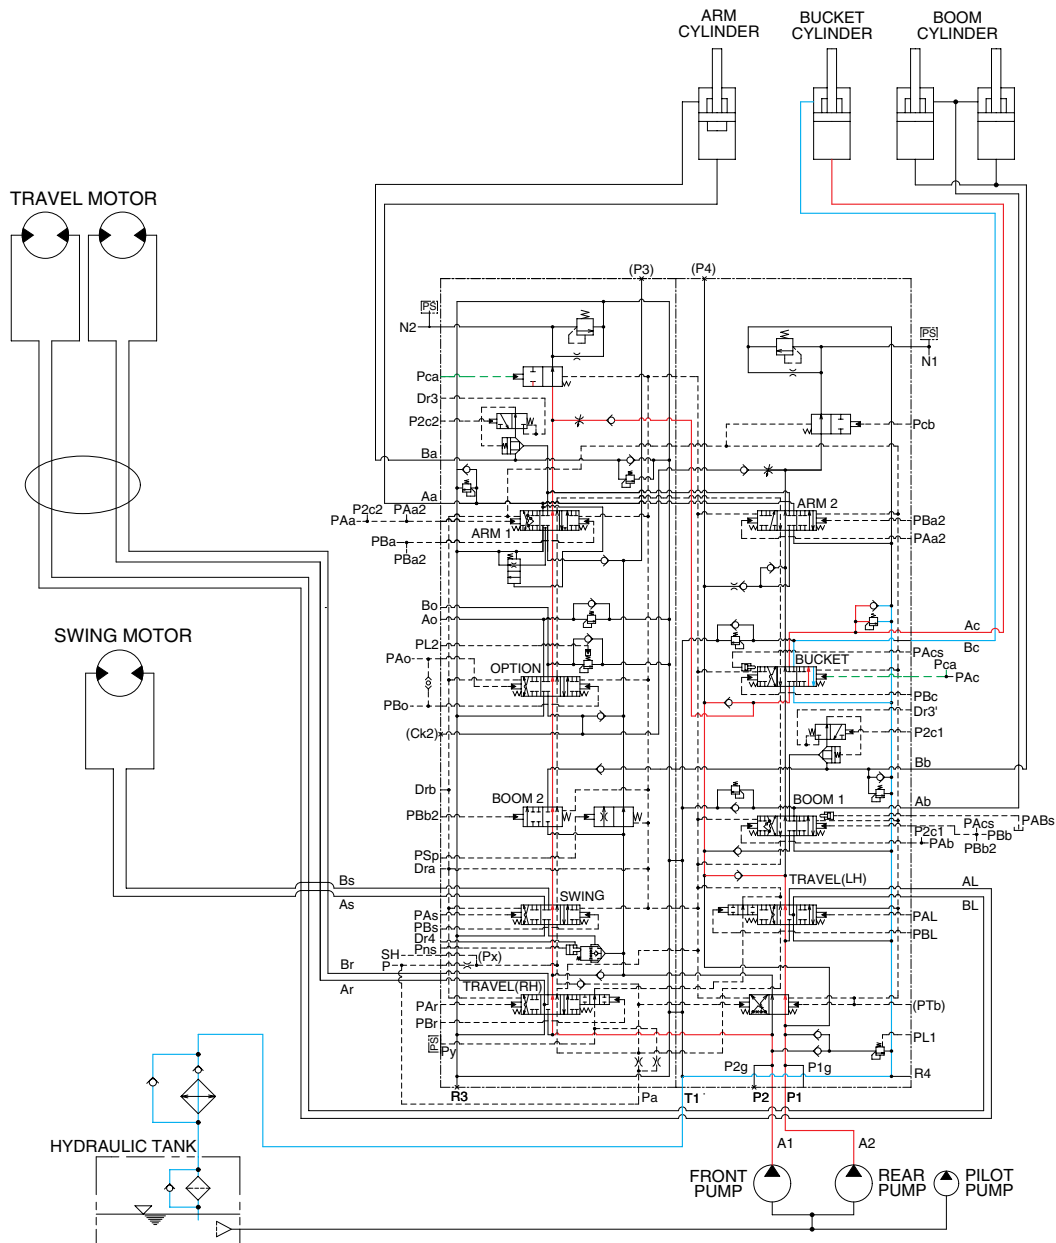 ARM
CYLINDER
BUCKET
CYLINDER
BOOM
CYLINDER
TRAVEL MOTOR
(P3)
(P4)
PS
N2
PS
N1
Pca
Dr3
P2c2
Pcb
Ba
Aa
P2c2
PAa2
PAa
ARM 1
PBa
PBa2
ARM 2
PBa2
PAa2
Bo
Ao
PL2
PAo
OPTION
PBo
(Ck2)
Ac
Bc
PAcs
BUCKET
Pca
PAc
PBc
Dr3'
P2c1
SWING MOTOR
Bb
Drb
BOOM 2
PBb2
PSp
Dra
Ab
BOOM 1
P2c1
PAcs
PABs
PBb
PAb
PBb2
TRAVEL(LH)
AL
BL
Bs
As
SWING
PAs
PBs
Dr4
Pns
SH
P
(Px)
PAL
PBL
Br
Ar
TRAVEL(RH)
PAr
PBr
PS
Py
(PTb)
PL1
P2g
P1g
R4
R3
Pa
T1
P2
P1
HYDRAULIC TANK
A1
A2
FRONT
PUMP
REAR
PUMP
PILOT
PUMP